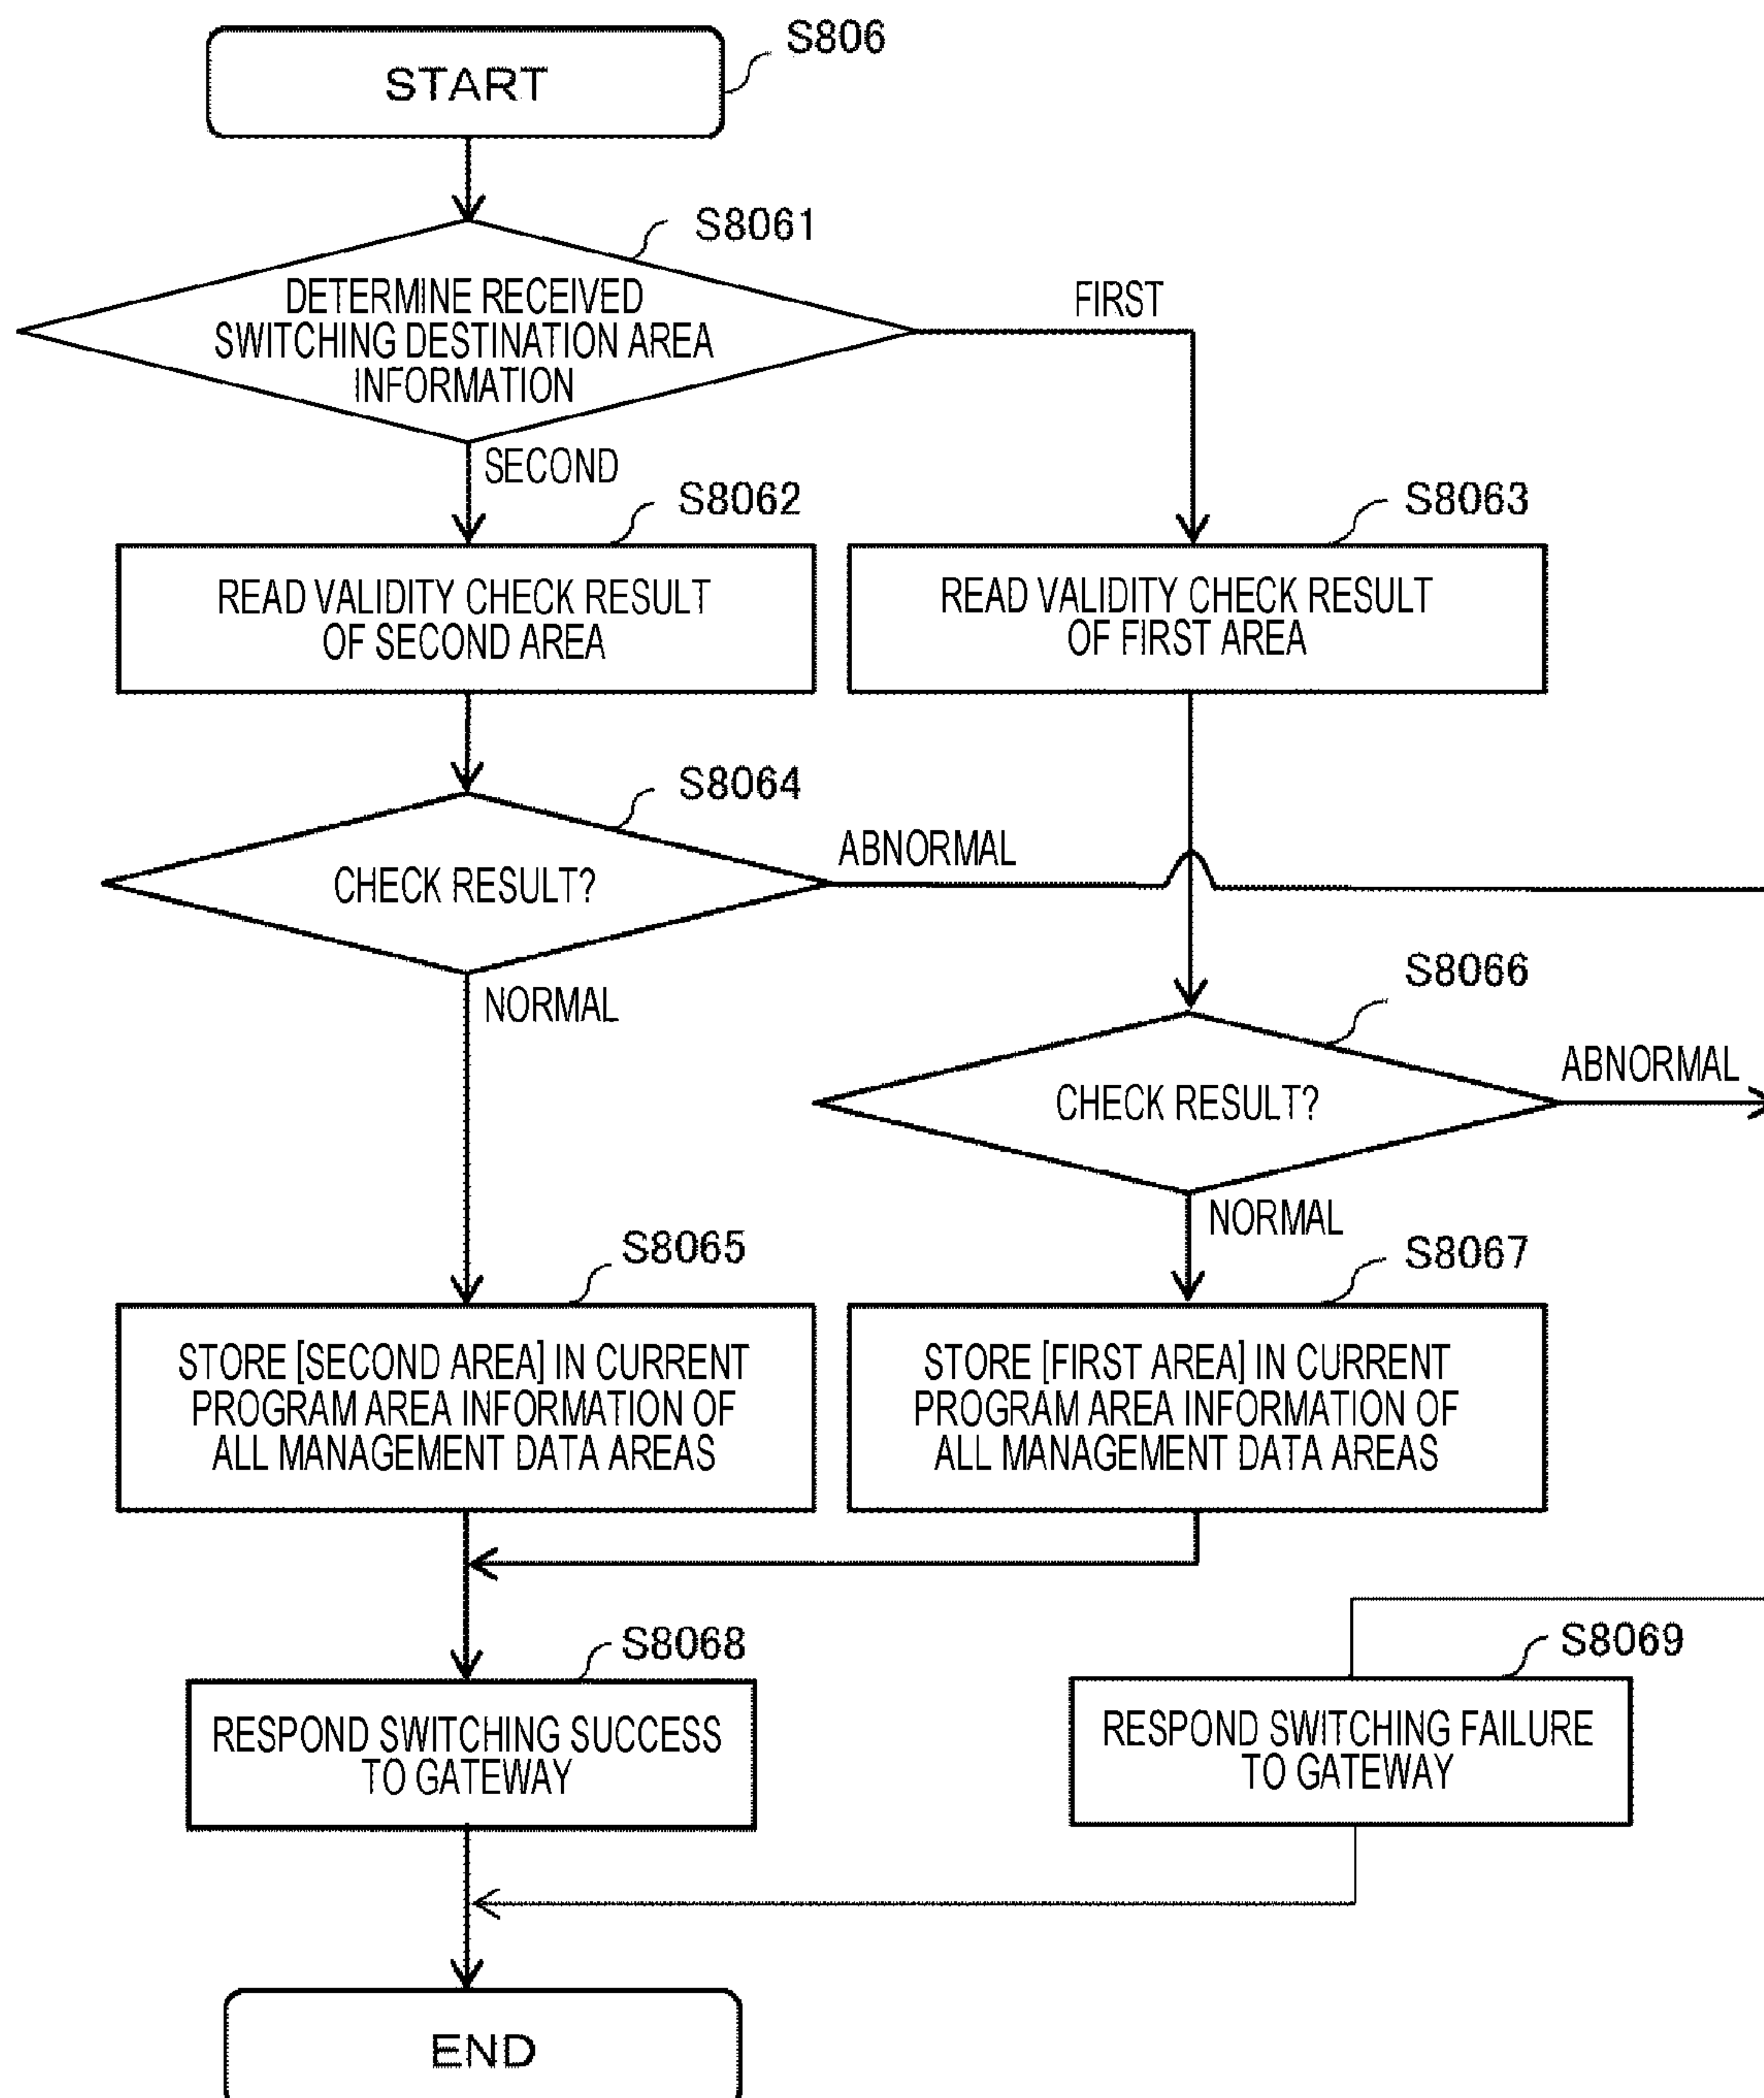 S806
START
S8061
DETERMINE RECEIVED
SWITCHING DESTINATION AREA
INFORMATION
FIRST
SECOND
S8062
READ VALIDITY CHECK RESULT
OF SECOND AREA
S8063
READ VALIDITY CHECK RESULT
OF FIRST AREA
S8064
CHECK RESULT?
ABNORMAL
NORMAL
S8066
CHECK RESULT?
ABNORMAL
NORMAL
S8065
STORE [SECOND AREA] IN CURRENT
PROGRAM AREA INFORMATION OF
ALL MANAGEMENT DATA AREAS
S8067
STORE [FIRST AREA] IN CURRENT
PROGRAM AREA INFORMATION OF
ALL MANAGEMENT DATA AREAS
S8068
RESPOND SWITCHING SUCCESS
TO GATEWAY
S8069
RESPOND SWITCHING FAILURE
TO GATEWAY
END